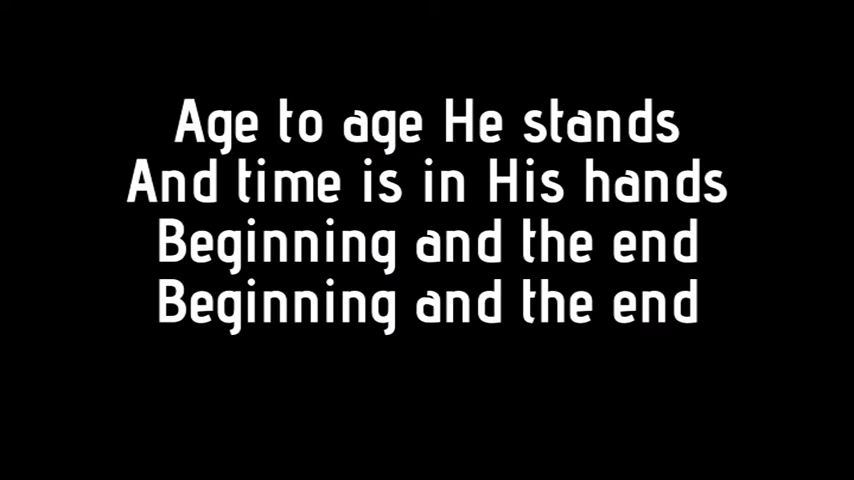 Age to age He stands
And time is in His hands
Beginning and the end
Beginning and the end